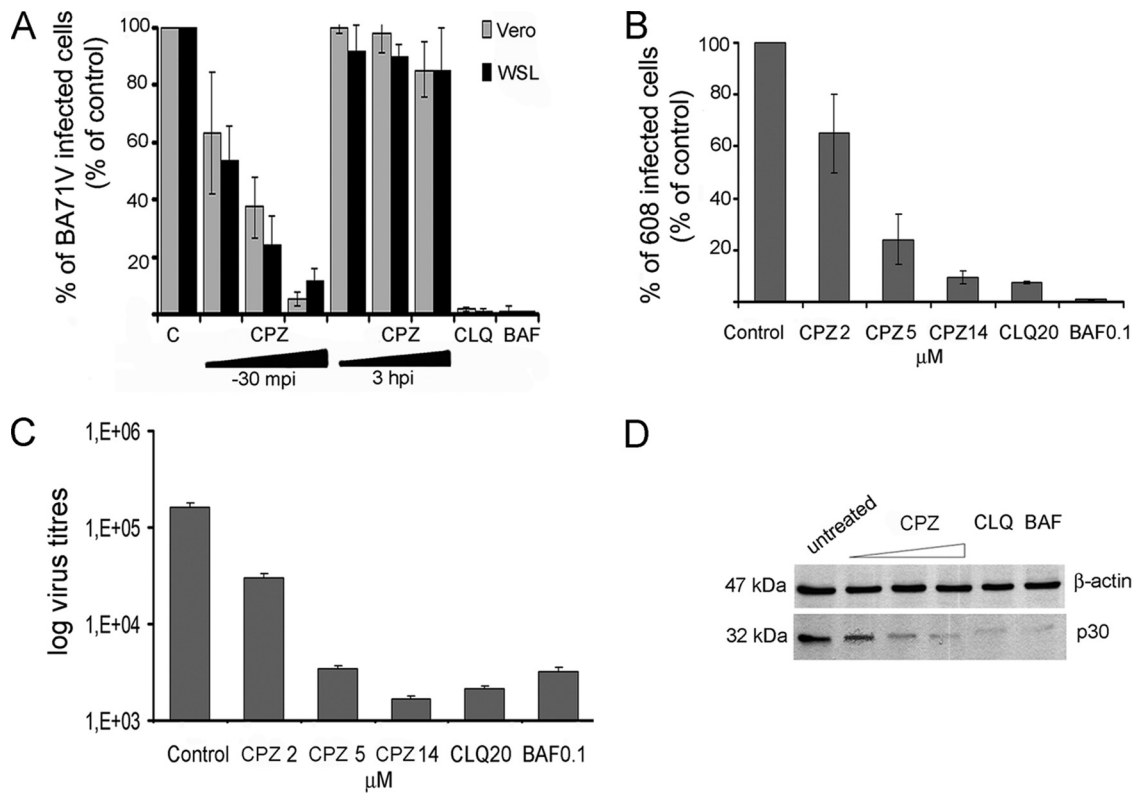 A
% of BA71V infected cells
(% of control)
100
80
60
40
20
Vero
WSL
C CPZ CPZ CLQ BAF
-30 mpi 3 hpi
B
% of 608 infected cells
(% of control)
100
80
60
40
20
Control CPZ 2 CPZ 5 CPZ14 CLQ20 BAF0.1
µM
C
log virus titres
1,E+06
1,E+05
1,E+04
1,E+03
Control CPZ 2 CPZ 5 CPZ 14 CLQ20 BAF0.1
µM
D
untreated CPZ CLQ BAF
47 kDa β-actin
32 kDa p30